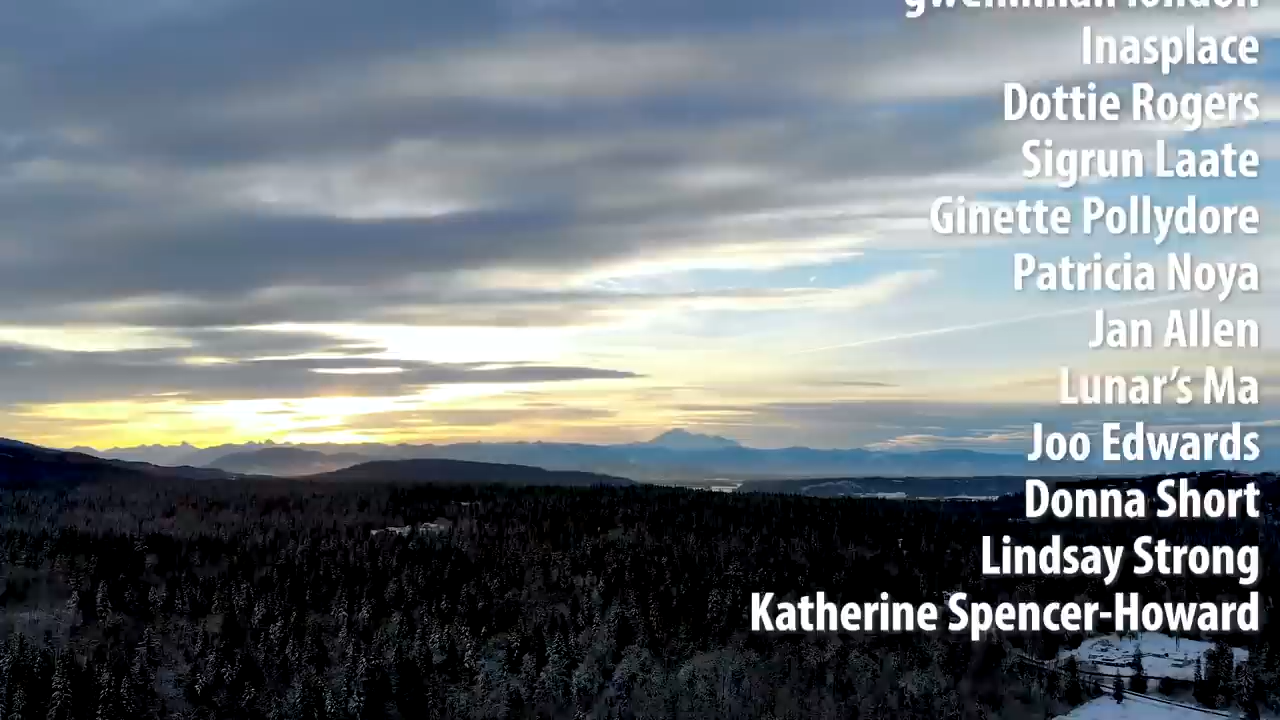 Inasplace
Dottie Rogers
Sigrun Laate
Ginette Pollydore
Patricia Noya
Jan Allen
Lunar’s Ma
Joo Edwards
Donna Short
Lindsay Strong
Katherine Spencer-Howard